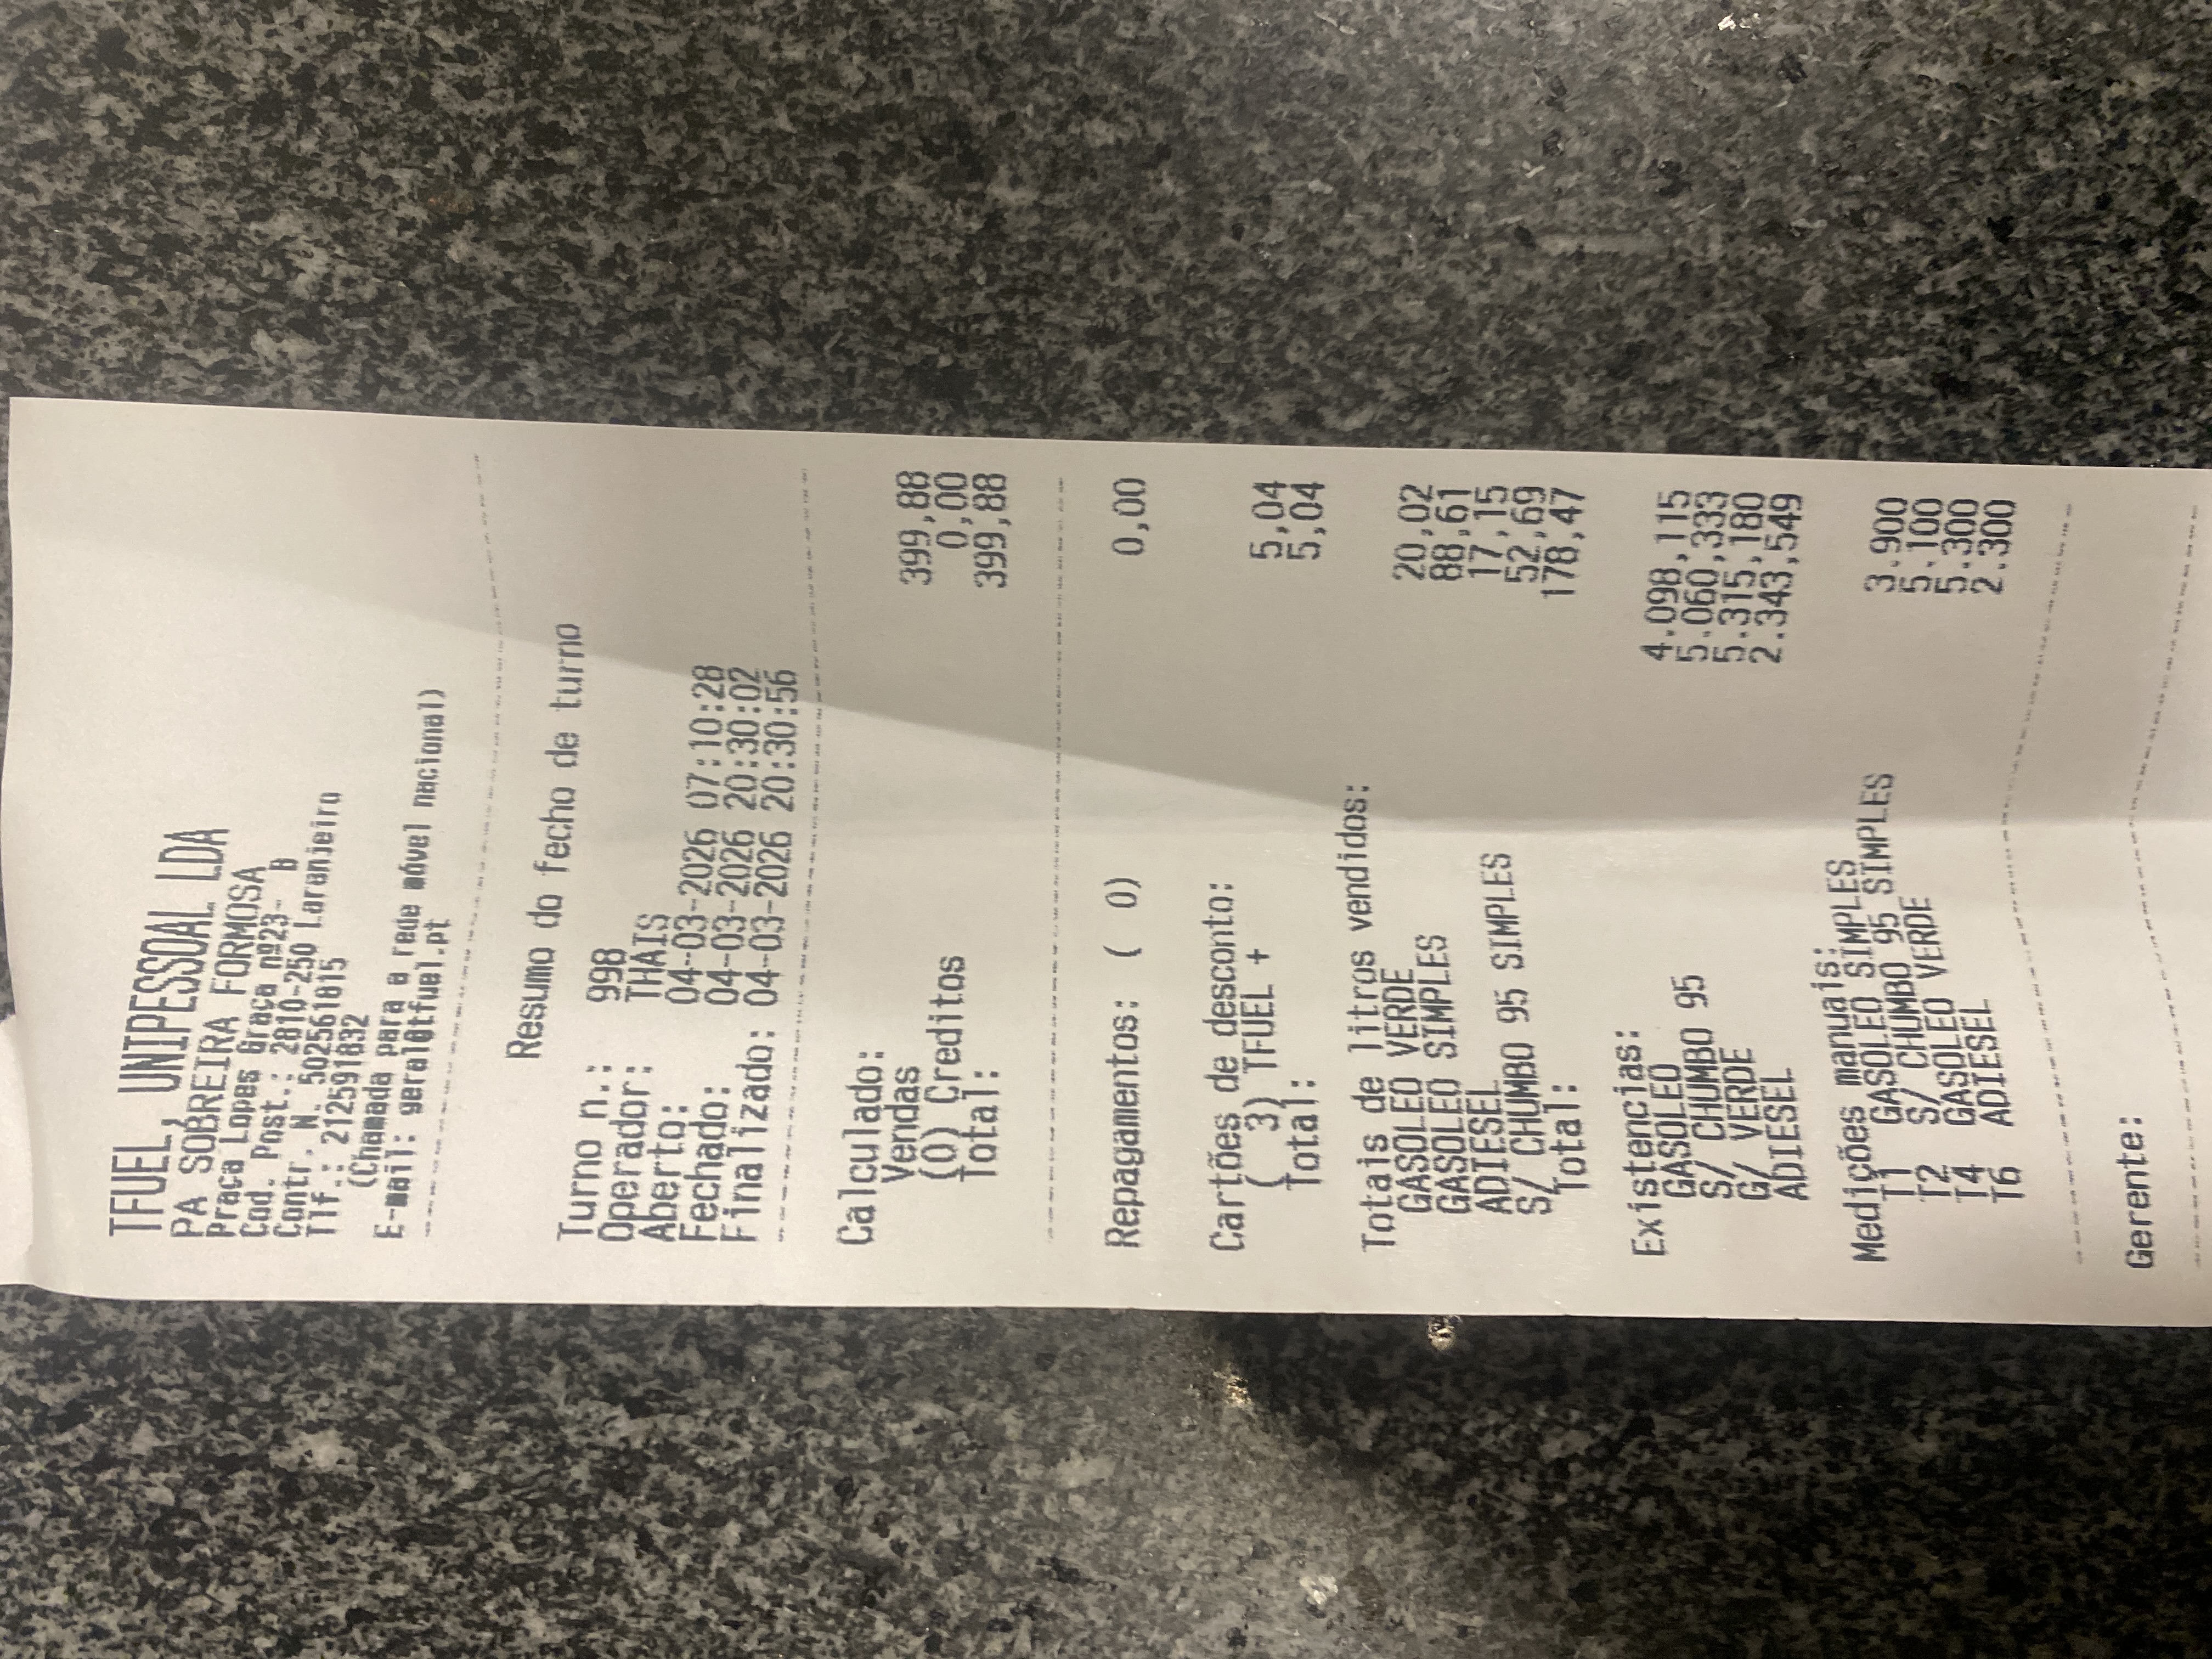 TFUEL, UNIPESSOAL LDA
PA SOBREIRA FORMOSA
Praça Lopes Graça nº23- B
Cod. Post.: 2810-250 Laranjeiro
Contr. N. 502561015
Tlf.: 212591832
(Chamada para a rede móvel nacional)
E-mail: geral@tfuel.pt
Resumo do fecho de turno
Turno n.: 998
Operador: THAIS
Aberto: 04-03-2026 07:10:28
Fechado: 04-03-2026 20:30:02
Finalizado: 04-03-2026 20:30:56
Calculado:
Vendas 399,88
(0) Creditos 0,00
Total: 399,88
Repagamentos: ( 0) 0,00
Cartões de desconto:
( 3) TFUEL + 5,04
Total: 5,04
Totais de litros vendidos:
GASOLEO VERDE 20,02
GASOLEO SIMPLES 88,61
ADIESEL 17,15
S/ CHUMBO 95 SIMPLES 52,69
Total: 178,47
Existencias:
GASOLEO 4.098,115
S/ CHUMBO 95 5.060,333
G/ VERDE 5.315,180
ADIESEL 2.343,549
Medições manuais:
T1 GASOLEO SIMPLES 3.900
T2 S/ CHUMBO 95 SIMPLES 5.100
T4 GASOLEO VERDE 5.300
T6 ADIESEL 2.300
Gerente: